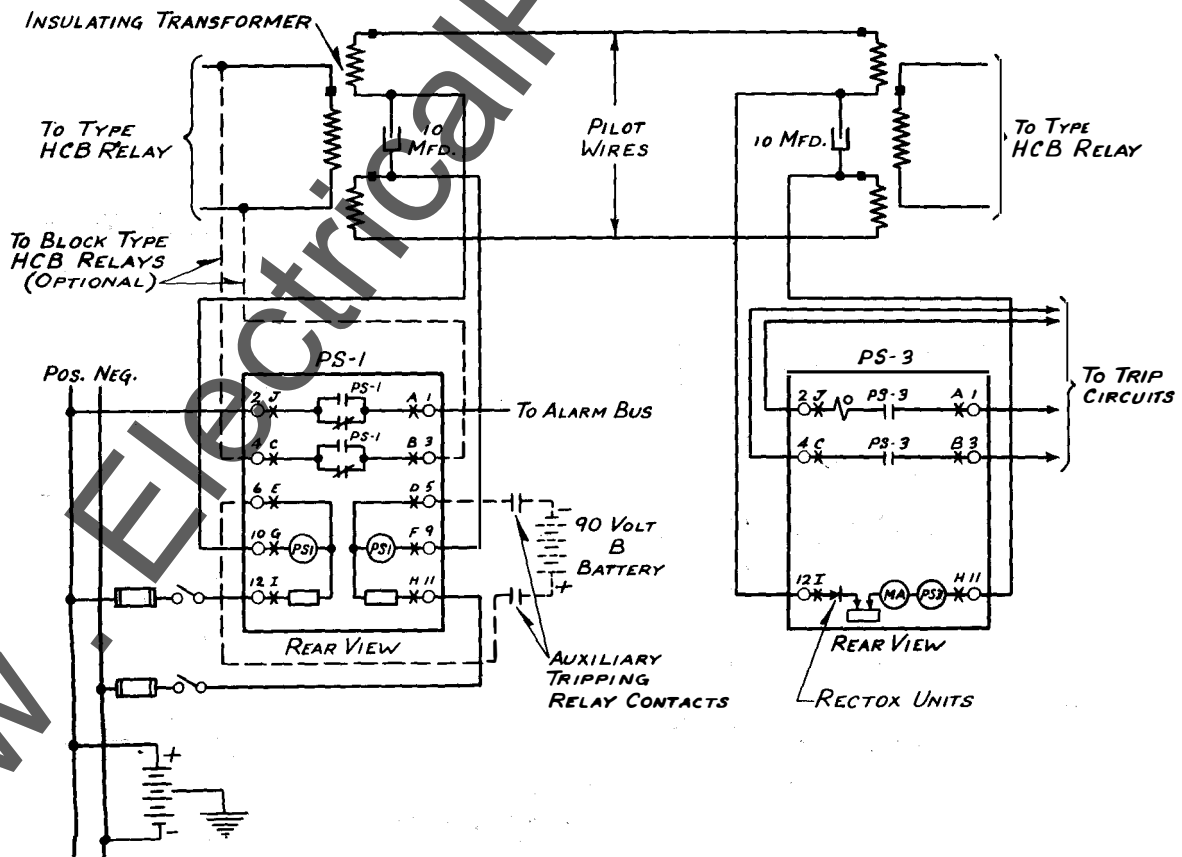 INSULATING TRANSFORMER
TO TYPE
HCB RELAY
10
MFD.
PILOT
WIRES
10 MFD.
TO TYPE
HCB RELAY
TO BLOCK TYPE
HCB RELAYS
(OPTIONAL)
POS. NEG.
PS-1
2 J PS-1 A 1
TO ALARM BUS
4 C PS-1 B 3
6 E D 5
10 G PS1 PS1 F 9
12 I H 11
REAR VIEW
90 VOLT
B
BATTERY
- +
AUXILIARY
TRIPPING
RELAY CONTACTS
PS-3
2 J PS-3 A 1
4 C PS-3 B 3
TO TRIP
CIRCUITS
12 I MA PS3 H 11
REAR VIEW
RECTOX UNITS
+
-
w . Electrical